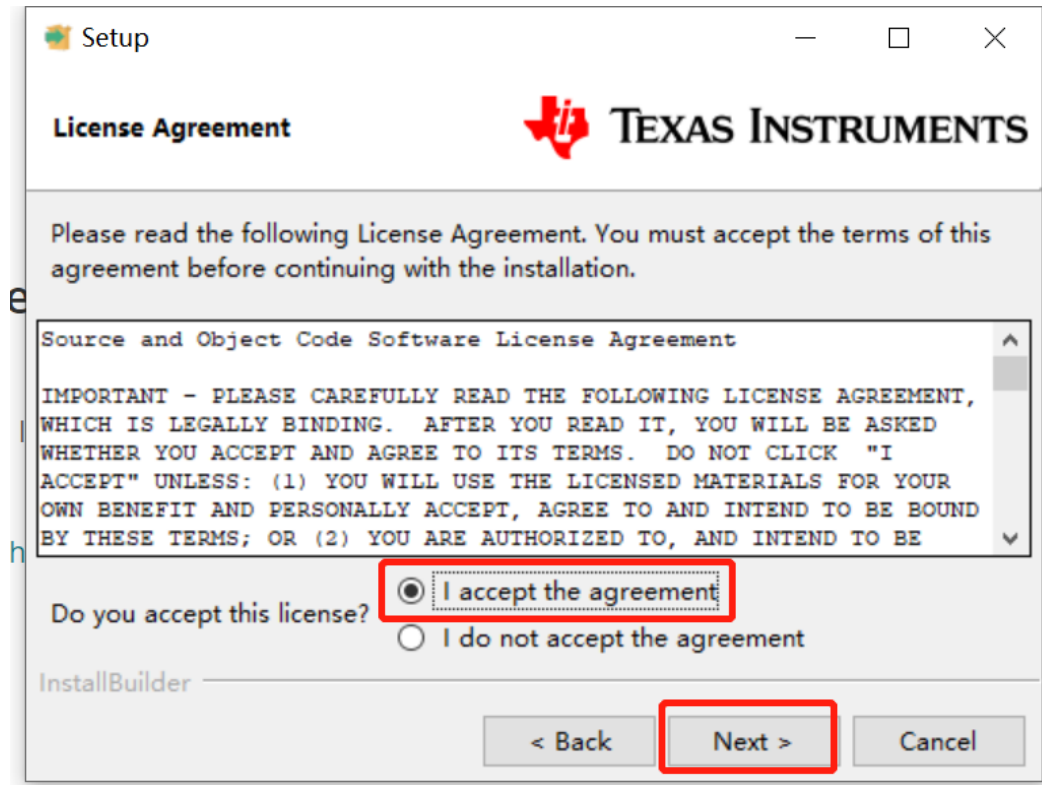 Setup
License Agreement
TEXAS INSTRUMENTS
Please read the following License Agreement. You must accept the terms of this
agreement before continuing with the installation.
e
Source and Object Code Software License Agreement
IMPORTANT - PLEASE CAREFULLY READ THE FOLLOWING LICENSE AGREEMENT,
WHICH IS LEGALLY BINDING. AFTER YOU READ IT, YOU WILL BE ASKED
WHETHER YOU ACCEPT AND AGREE TO ITS TERMS. DO NOT CLICK "I
ACCEPT" UNLESS: (1) YOU WILL USE THE LICENSED MATERIALS FOR YOUR
OWN BENEFIT AND PERSONALLY ACCEPT, AGREE TO AND INTEND TO BE BOUND
BY THESE TERMS; OR (2) YOU ARE AUTHORIZED TO, AND INTEND TO BE
h
I accept the agreement
Do you accept this license?
I do not accept the agreement
InstallBuilder
< Back Next > Cancel